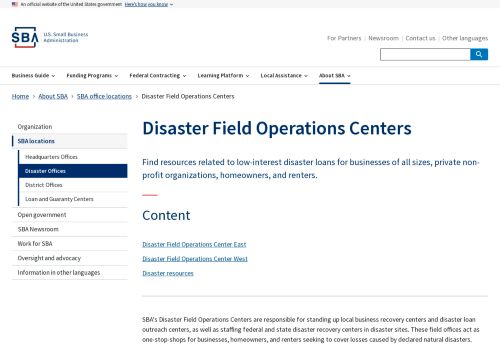 An official website of the United States government Here's how you know
SBA U.S. Small Business
Administration
For Partners Newsroom Contact us Other languages
Business Guide Funding Programs Federal Contracting Learning Platform Local Assistance About SBA
Home › About SBA › SBA office locations › Disaster Field Operations Centers
Organization
SBA locations
Headquarters Offices
Disaster Offices
District Offices
Loan and Guaranty Centers
Open government
SBA Newsroom
Work for SBA
Oversight and advocacy
Information in other languages
Disaster Field Operations Centers
Find resources related to low-interest disaster loans for businesses of all sizes, private non-
profit organizations, homeowners, and renters.
Content
Disaster Field Operations Center East
Disaster Field Operations Center West
Disaster resources
SBA's Disaster Field Operations Centers are responsible for standing up local business recovery centers and disaster loan
outreach centers, as well as staffing federal and state disaster recovery centers in disaster sites. These field offices act as
one-stop-shops for businesses, homeowners, and renters seeking to cover losses caused by declared natural disasters.